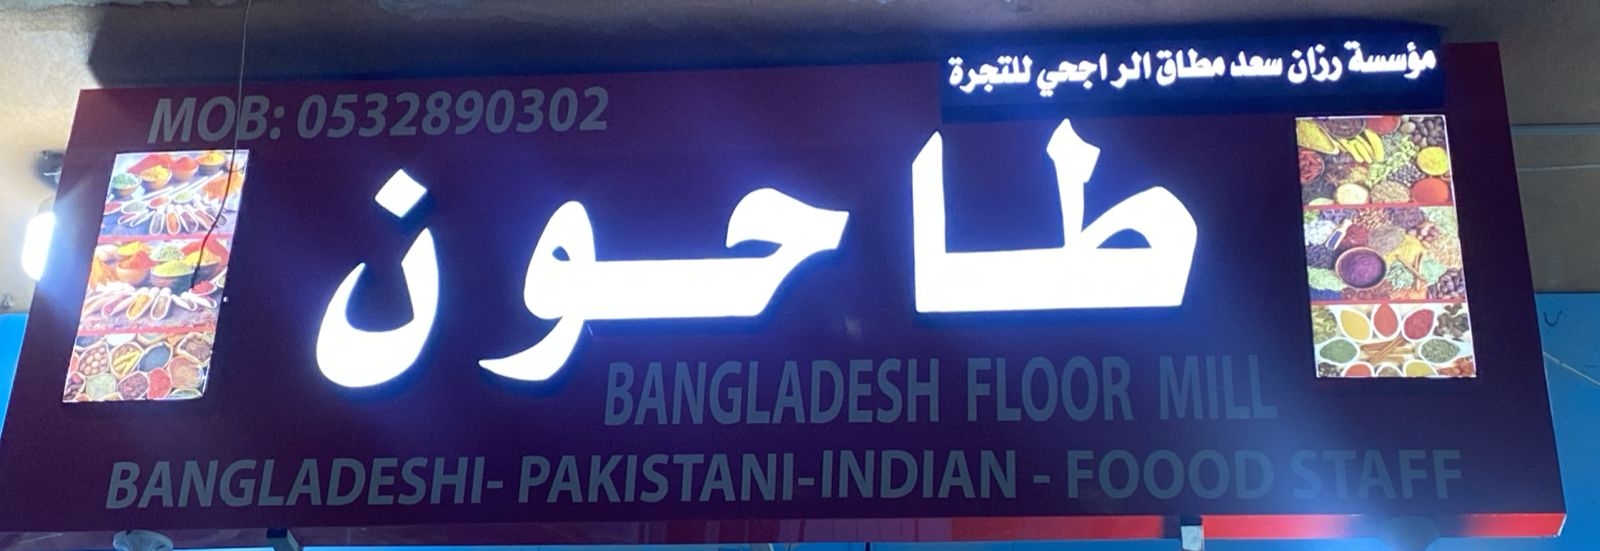 مؤسسة رزان سعد مطاق الراجحي للتجرة
MOB: 0532890302
طاحون
BANGLADESH FLOOR MILL
BANGLADESHI- PAKISTANI-INDIAN - FOOOD STAFF